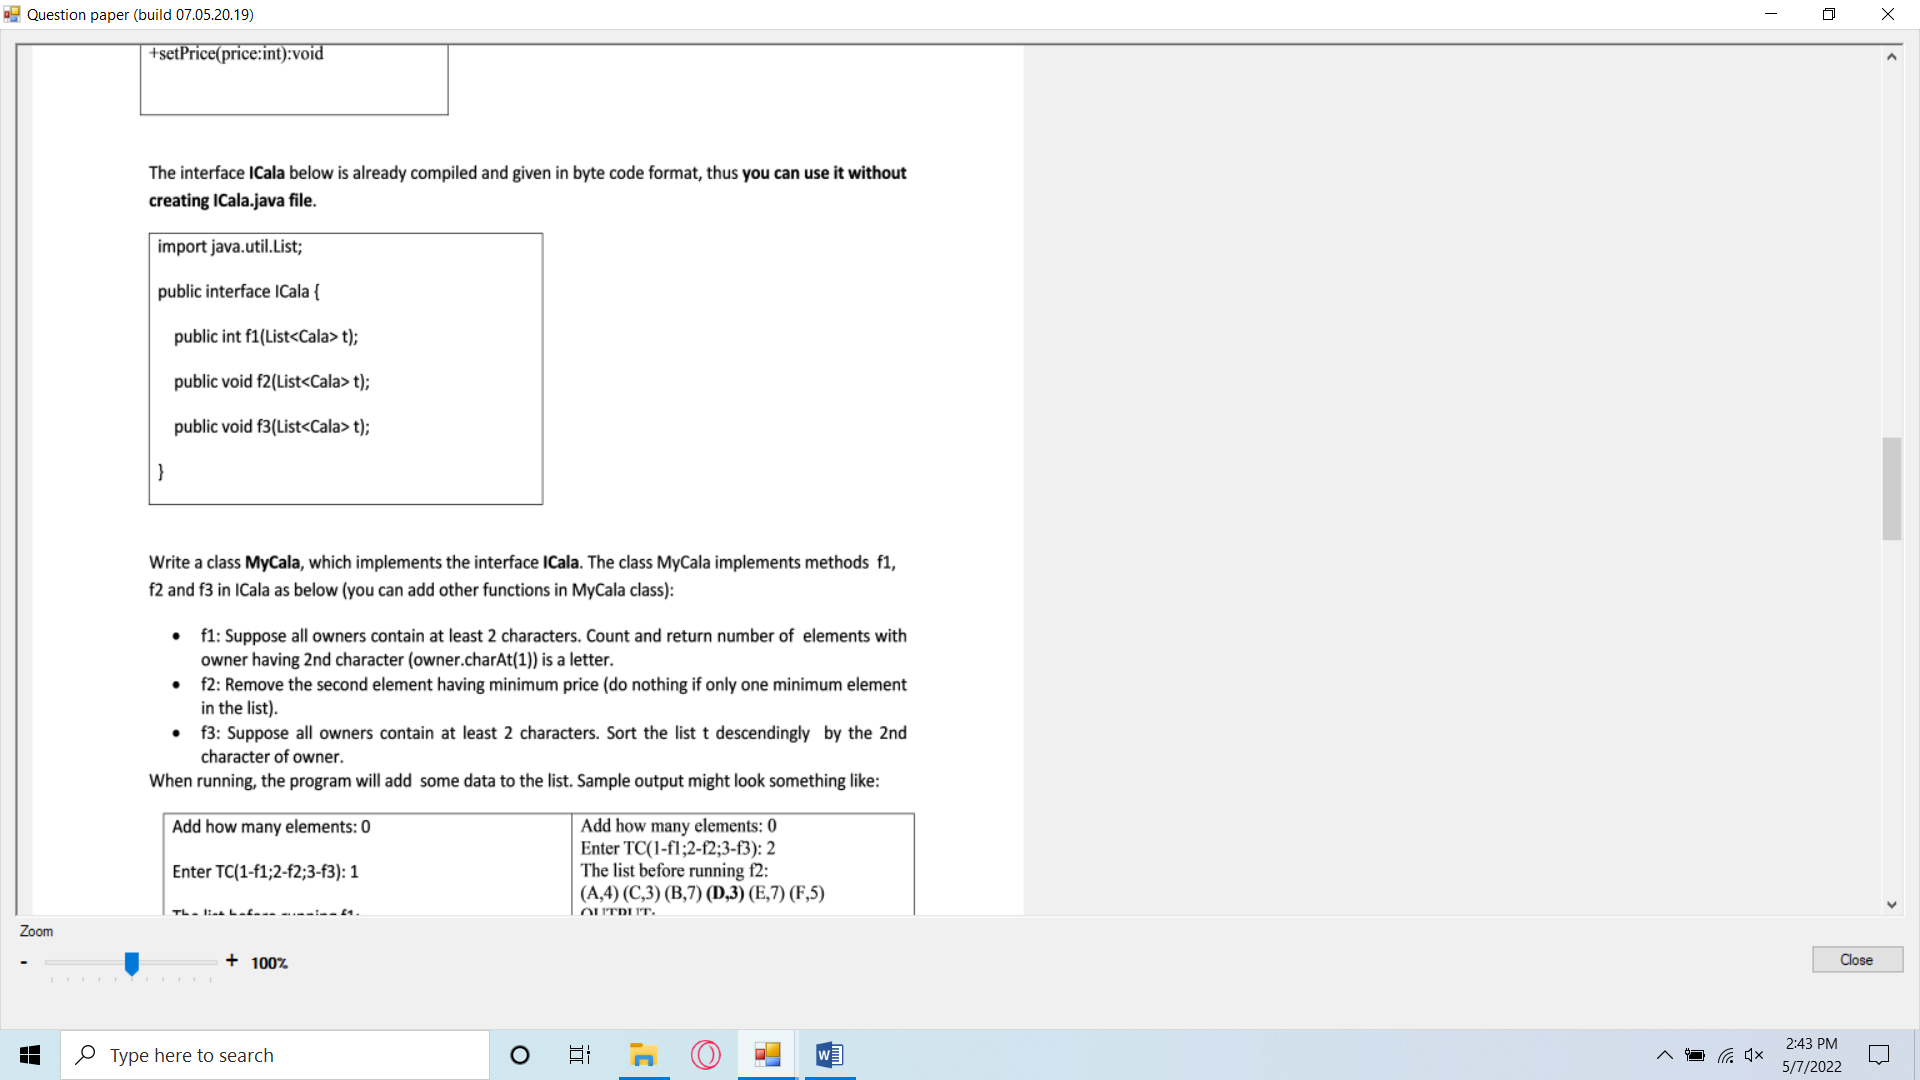 Question paper (build 07.05.20.19)
+setPrice(price:int):void
The interface ICala below is already compiled and given in byte code format, thus you can use it without
creating ICala.java file.
import java.util.List;
public interface ICala {
public int f1(List<Cala> t);
public void f2(List<Cala> t);
public void f3(List<Cala> t);
}
Write a class MyCala, which implements the interface ICala. The class MyCala implements methods f1,
f2 and f3 in ICala as below (you can add other functions in MyCala class):
• f1: Suppose all owners contain at least 2 characters. Count and return number of elements with
owner having 2nd character (owner.charAt(1)) is a letter.
• f2: Remove the second element having minimum price (do nothing if only one minimum element
in the list).
• f3: Suppose all owners contain at least 2 characters. Sort the list t descendingly by the 2nd
character of owner.
When running, the program will add some data to the list. Sample output might look something like:
Add how many elements: 0
Enter TC(1-f1;2-f2;3-f3): 1
The list before running f1:
Add how many elements: 0
Enter TC(1-f1;2-f2;3-f3): 2
The list before running f2:
(A,4) (C,3) (B,7) (D,3) (E,7) (F,5)
OUTPUT:
Zoom
- + 100%
Close
Type here to search
2:43 PM
5/7/2022